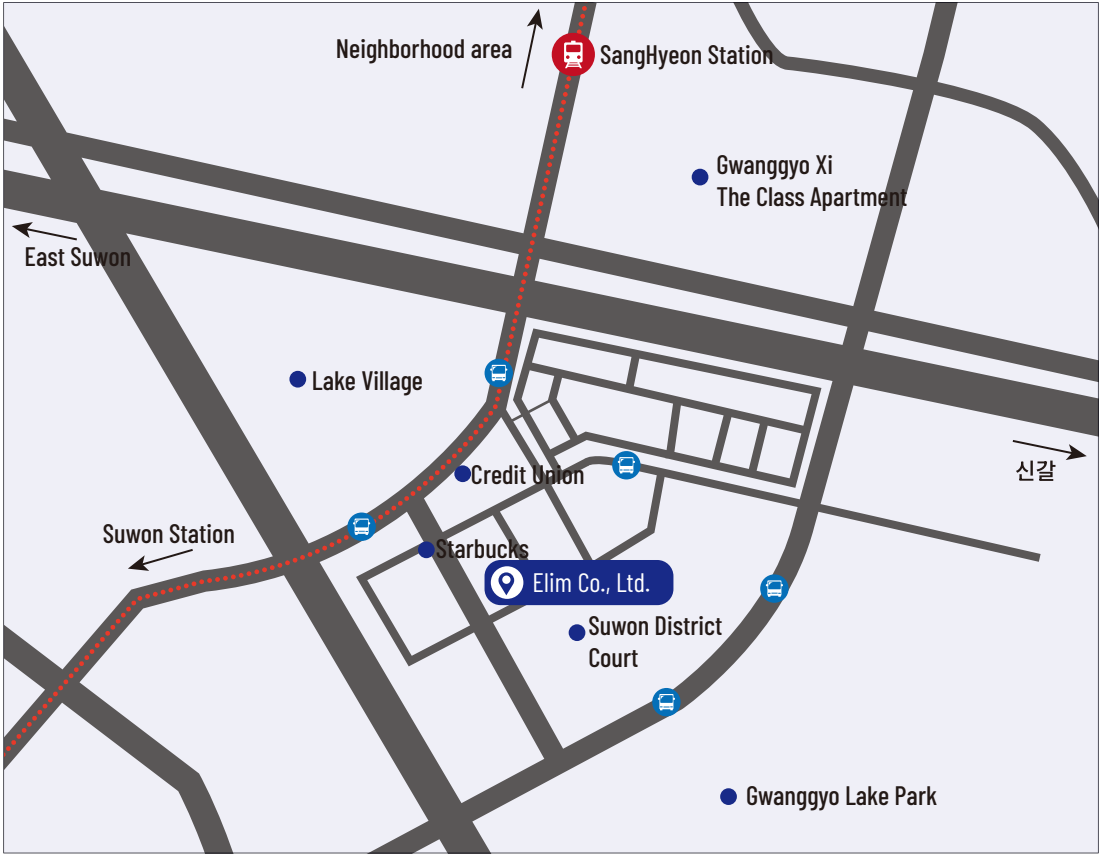 Neighborhood area
SangHyeon Station
Gwanggyo Xi
The Class Apartment
East Suwon
Lake Village
신갈
Credit Union
Suwon Station
Starbucks
Elim Co., Ltd.
Suwon District
Court
Gwanggyo Lake Park